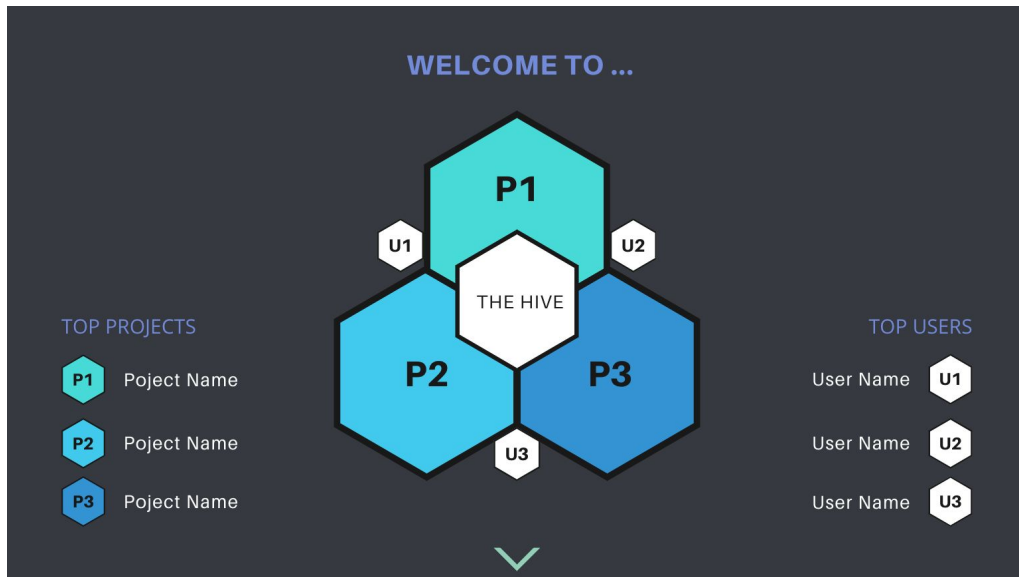 WELCOME TO ...
P1
U1
U2
THE HIVE
P2
P3
U3
TOP PROJECTS
P1 Poject Name
P2 Poject Name
P3 Poject Name
TOP USERS
User Name U1
User Name U2
User Name U3